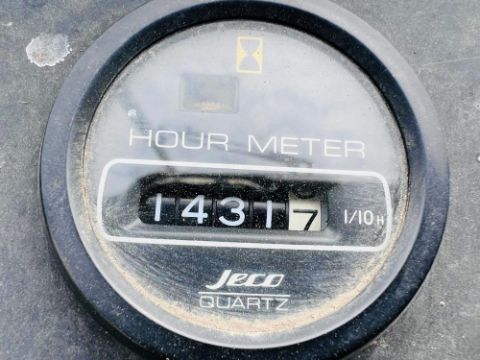 HOUR METER
14317 1/10H
Jeco
QUARTZ